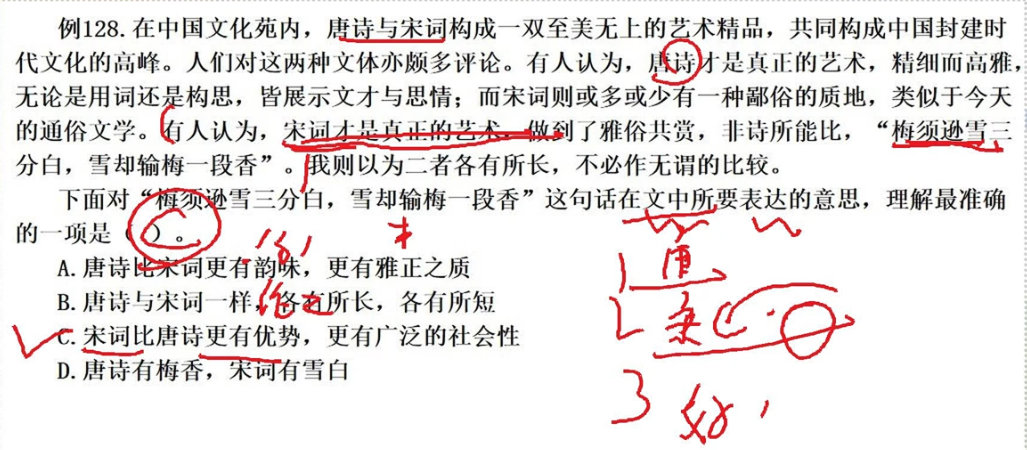 例128.在中国文化苑内，唐诗与宋词构成一双至美无上的艺术精品，共同构成中国封建时
代文化的高峰。人们对这两种文体亦颇多评论。有人认为，唐诗才是真正的艺术，精细而高雅，
无论是用词还是构思，皆展示文才与思情；而宋词则或多或少有一种鄙俗的质地，类似于今天
的通俗文学。有人认为，宋词才是真正的艺术，做到了雅俗共赏，非诗所能比，“梅须逊雪三
分白，雪却输梅一段香”。我则以为二者各有所长，不必作无谓的比较。
下面对“梅须逊雪三分白，雪却输梅一段香”这句话在文中所要表达的意思，理解最准确
的一项是（ ）。
C
A.唐诗比宋词更有韵味，更有雅正之质
B.唐诗与宋词一样，各有所长，各有所短
C.宋词比唐诗更有优势，更有广泛的社会性
D.唐诗有梅香，宋词有雪白
1 唐
2 宋
3